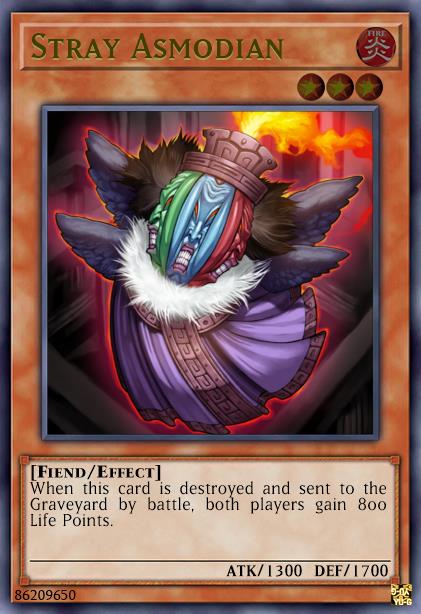 STRAY ASMODIAN
FIRE
炎
[FIEND/EFFECT]
When this card is destroyed and sent to the
Graveyard by battle, both players gain 800
Life Points.
ATK/1300 DEF/1700
86209650